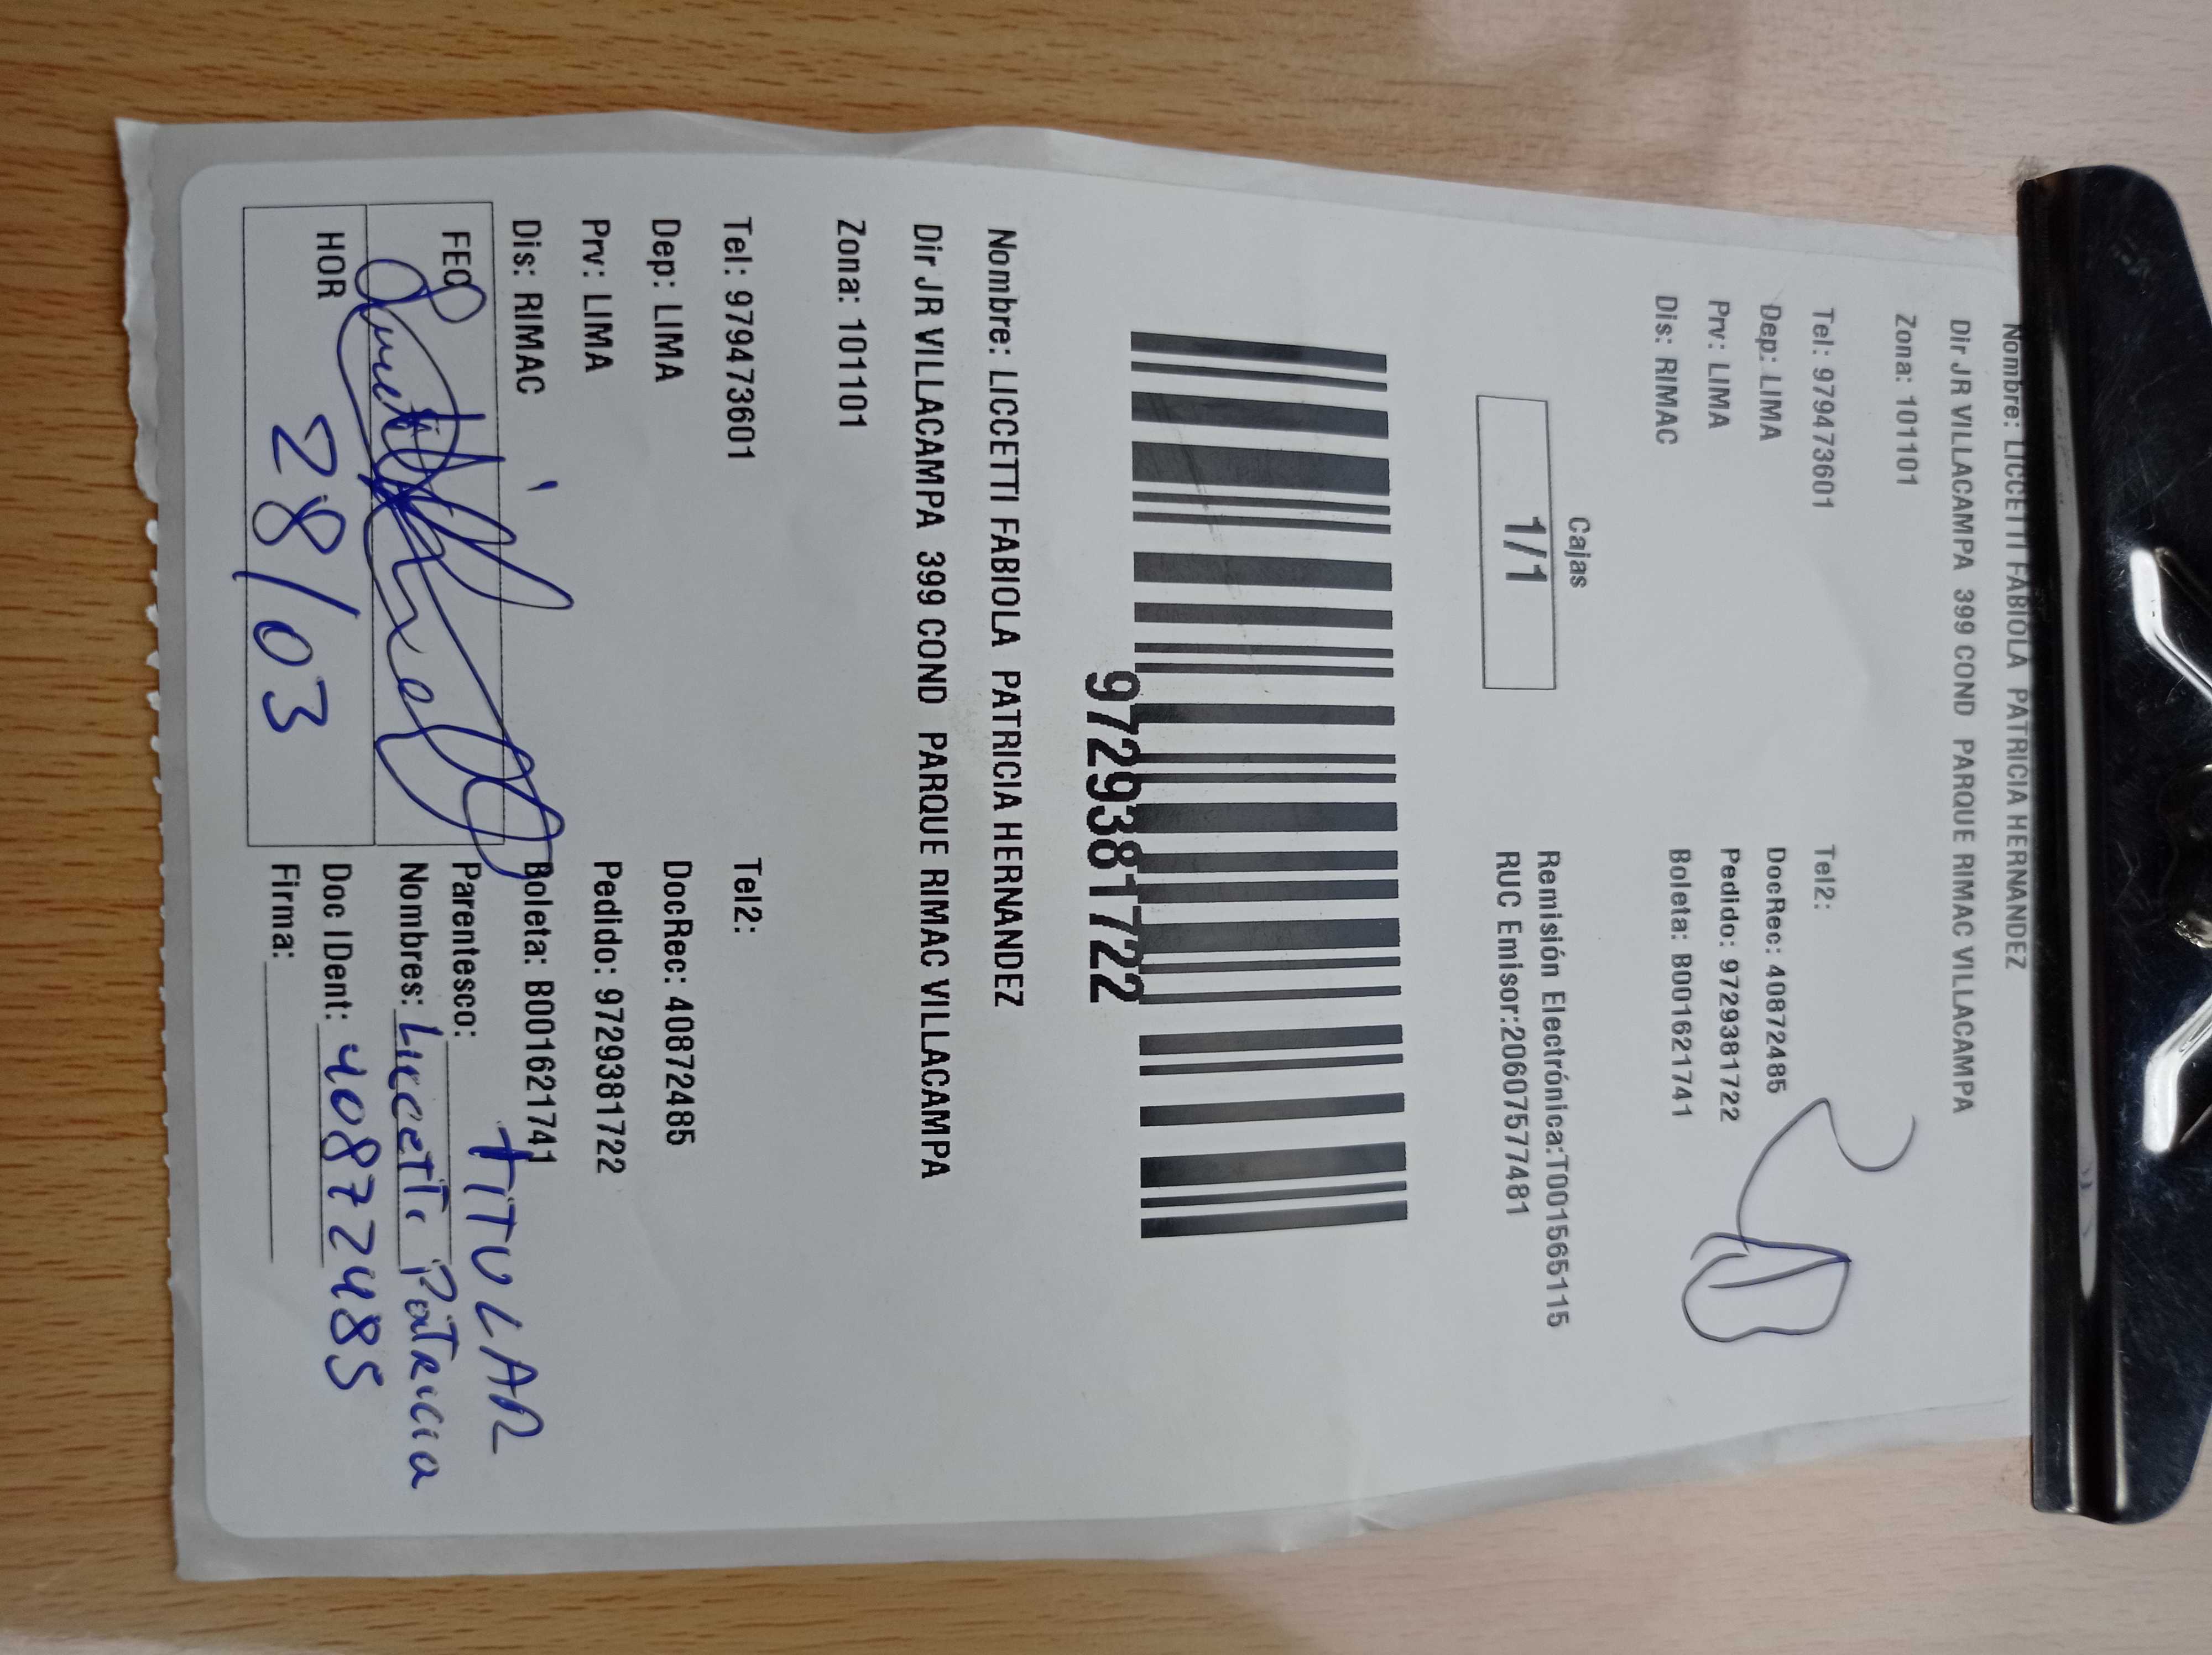 Nombre: LICCETTI FABIOLA PATRICIA HERNANDEZ
Dir JR VILLACAMPA 399 COND PARQUE RIMAC VILLACAMPA
Zona: 101101
Tel: 979473601 Tel2:
Dep: LIMA DocRec: 40872485
Prv: LIMA Pedido: 9729381722
Dis: RIMAC Boleta: B001621741
Cajas
1/1
Remisión Electrónica:T001565115
RUC Emisor:20607577481
9729381722
Nombre: LICCETTI FABIOLA PATRICIA HERNANDEZ
Dir JR VILLACAMPA 399 COND PARQUE RIMAC VILLACAMPA
Zona: 101101
Tel: 979473601 Tel2:
Dep: LIMA DocRec: 40872485
Prv: LIMA Pedido: 9729381722
Dis: RIMAC Boleta: B001621741
FEC Parentesco: TITULAR
Nombres: Liccetti Patricia
HOR 28/03 Doc IDent: 40872485
Firma: